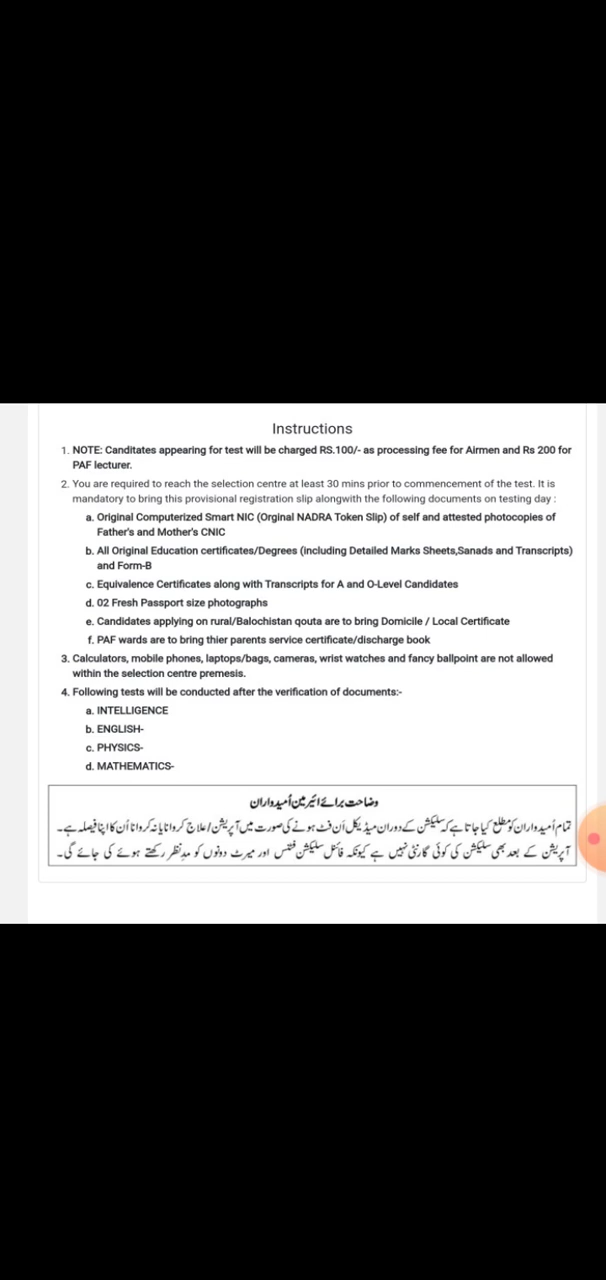 Instructions
1. NOTE: Canditates appearing for test will be charged RS.100/- as processing fee for Airmen and Rs 200 for
PAF lecturer.
2. You are required to reach the selection centre at least 30 mins prior to commencement of the test. It is
mandatory to bring this provisional registration slip alongwith the following documents on testing day :
a. Original Computerized Smart NIC (Orginal NADRA Token Slip) of self and attested photocopies of
Father's and Mother's CNIC
b. All Original Education certificates/Degrees (including Detailed Marks Sheets,Sanads and Transcripts)
and Form-B
c. Equivalence Certificates along with Transcripts for A and O-Level Candidates
d. 02 Fresh Passport size photographs
e. Candidates applying on rural/Balochistan qouta are to bring Domicile / Local Certificate
f. PAF wards are to bring thier parents service certificate/discharge book
3. Calculators, mobile phones, laptops/bags, cameras, wrist watches and fancy ballpoint are not allowed
within the selection centre premesis.
4. Following tests will be conducted after the verification of documents:-
a. INTELLIGENCE
b. ENGLISH-
c. PHYSICS-
d. MATHEMATICS-
وضاحت برائے ائیرمین اُمیدواران
تمام اُمیدواران کو مطلع کیا جاتا ہے کہ سلیکشن کے دوران میڈیکل اَن فٹ ہونے کی صورت میں آپریشن / علاج کروانا یا نہ کروانا اُن کا اپنا فیصلہ ہے۔
آپریشن کے بعد بھی سلیکشن کی کوئی گارنٹی نہیں ہے کیونکہ فائنل سلیکشن فٹنس اور میرٹ دونوں کو مدِنظر رکھتے ہوئے کی جائے گی۔